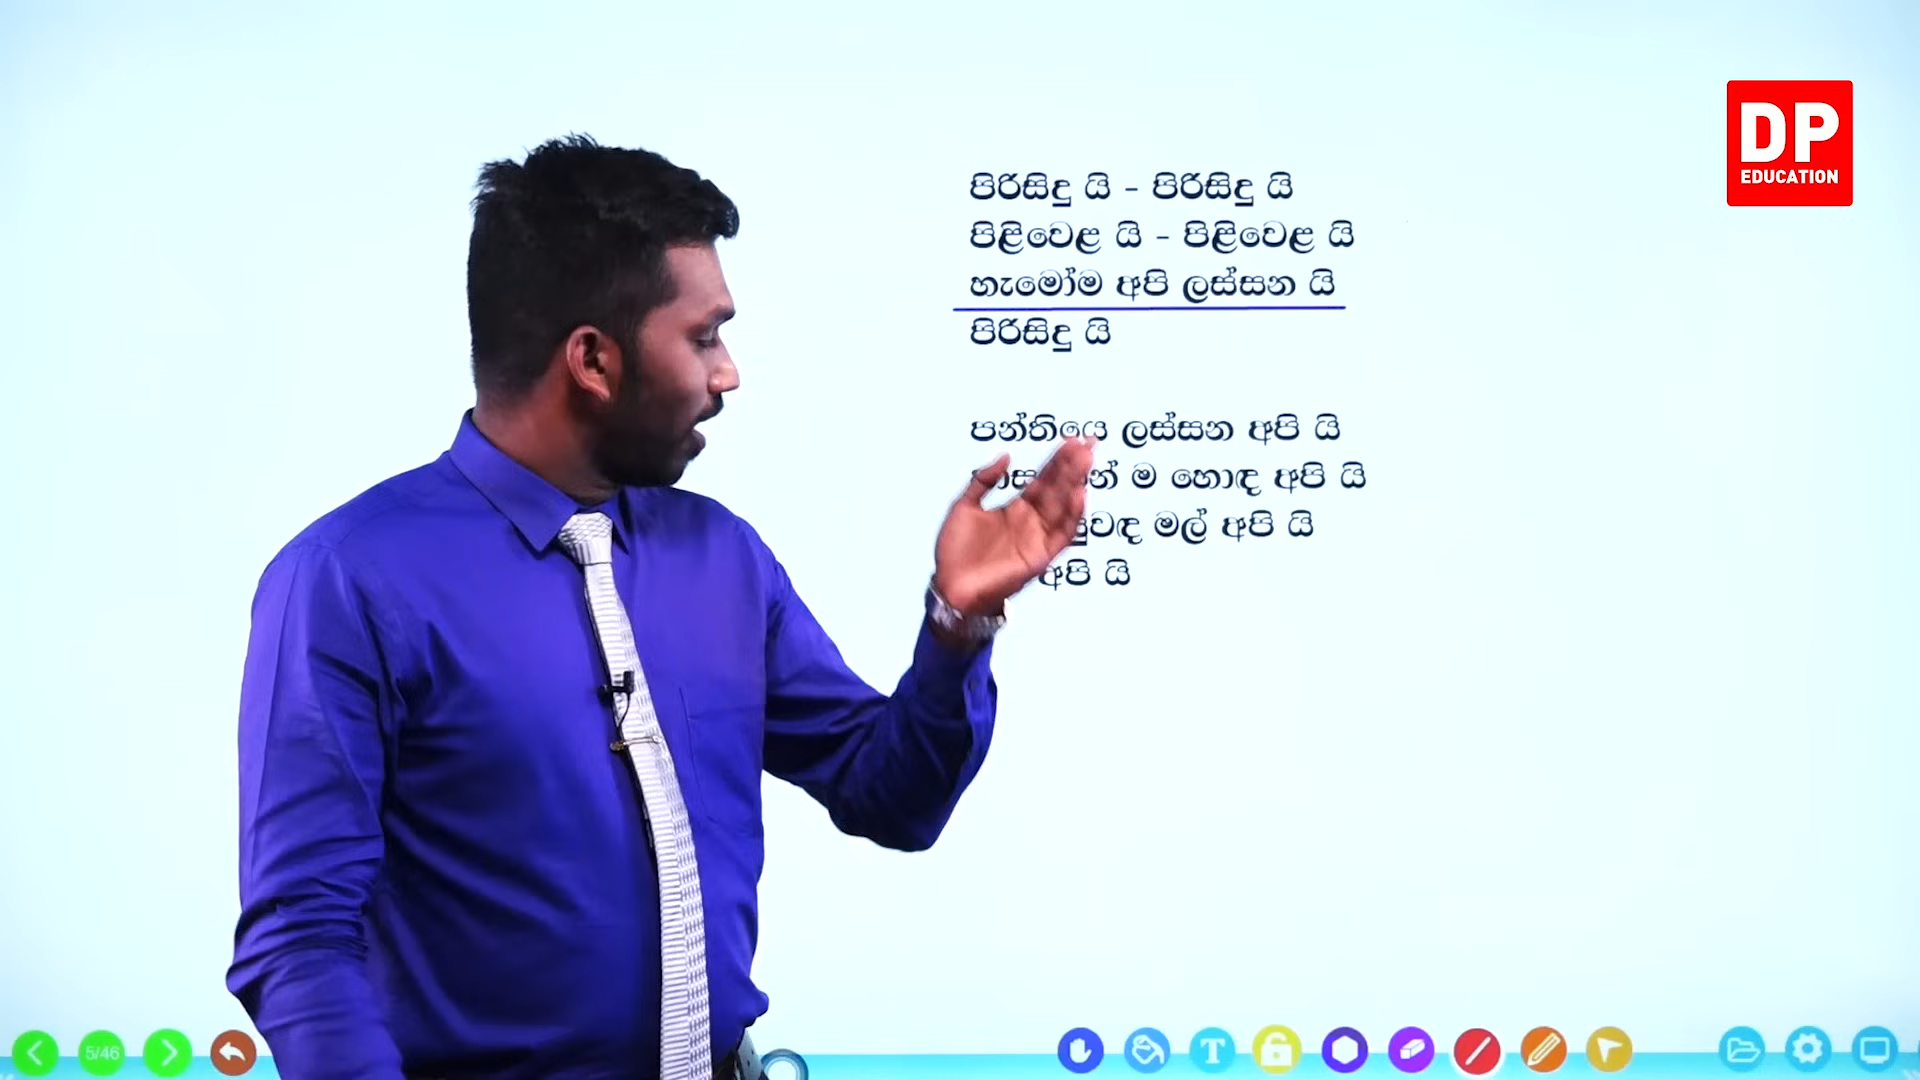 DP
EDUCATION
පිරිසිදු යි - පිරිසිදු යි
පිළිවෙළ යි - පිළිවෙළ යි
හැමෝම අපි ලස්සන යි
පිරිසිදු යි
පන්තියෙ ලස්සන අපි යි
ම හොඳ අපි යි
සුවඳ මල් අපි යි
අපි යි
5/46
T